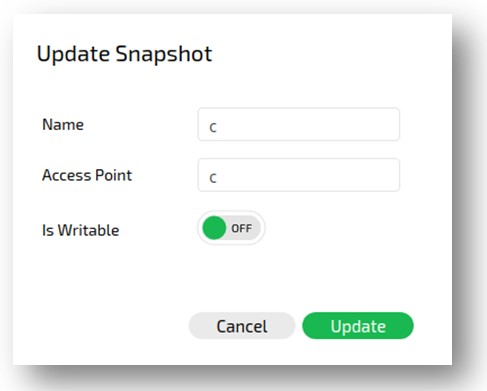 Update Snapshot
Name
c
Access Point
c
Is Writable
OFF
Cancel
Update